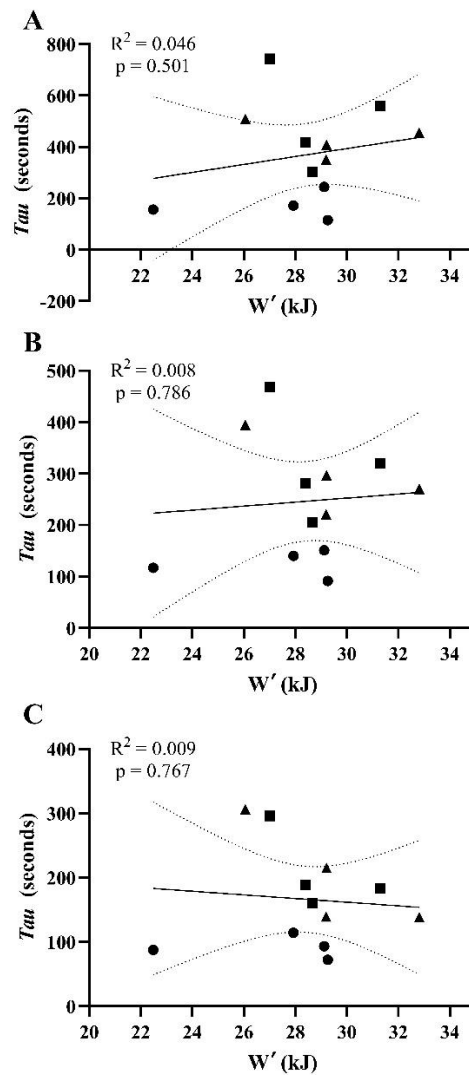 A
R² = 0.046
p = 0.501
800
600
400
200
0
-200
Tau (seconds)
22 24 26 28 30 32 34
W′ (kJ)
B
R² = 0.008
p = 0.786
500
400
300
200
100
0
Tau (seconds)
20 22 24 26 28 30 32 34
W′ (kJ)
C
R² = 0.009
p = 0.767
400
300
200
100
0
Tau (seconds)
20 22 24 26 28 30 32 34
W′ (kJ)